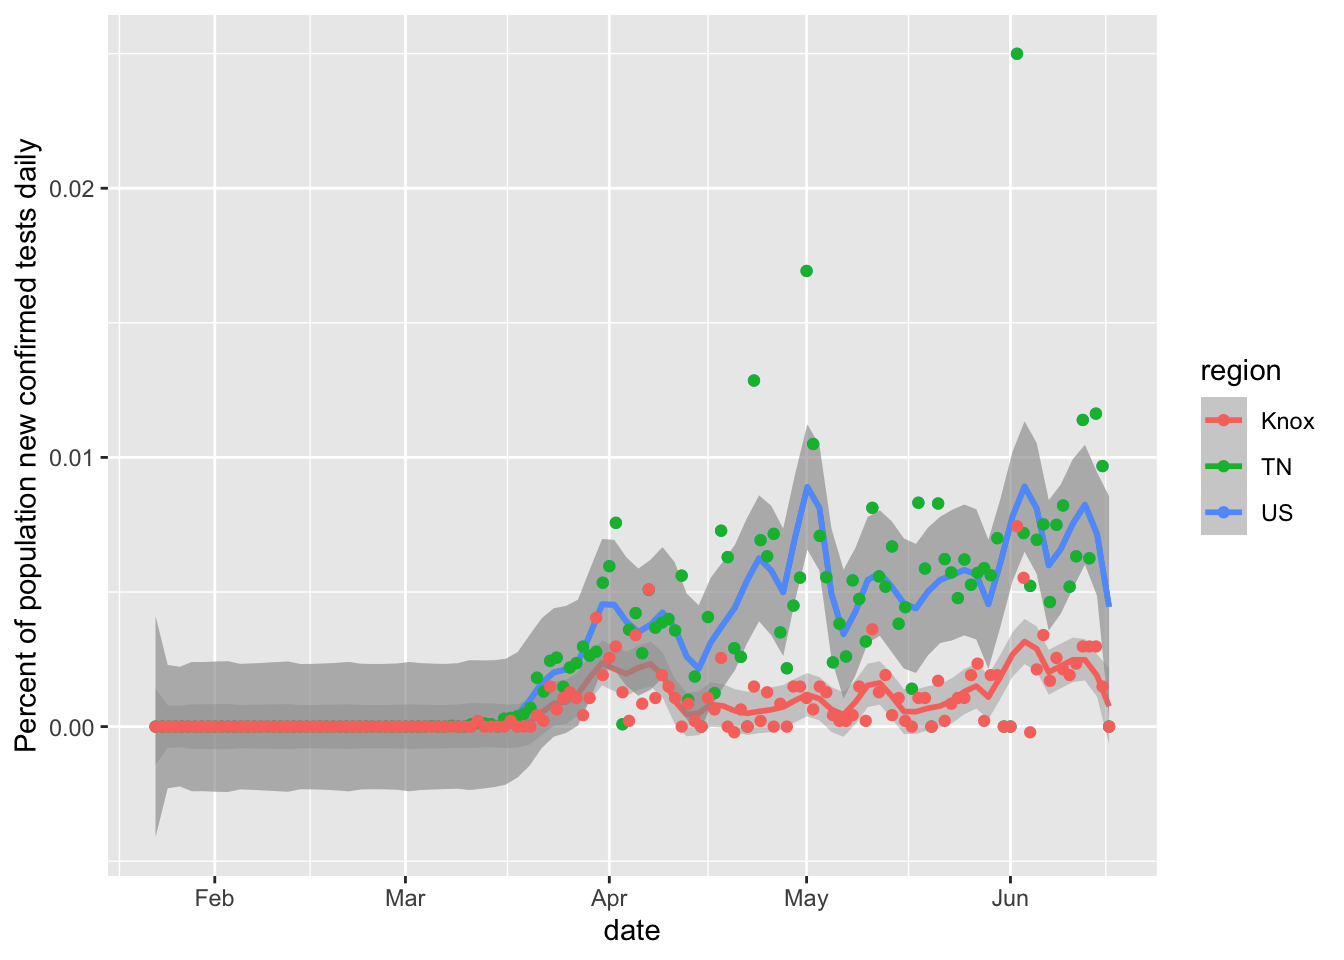 Percent of population new confirmed tests daily
0.02
0.01
0.00
Feb Mar Apr May Jun
date
region
Knox
TN
US